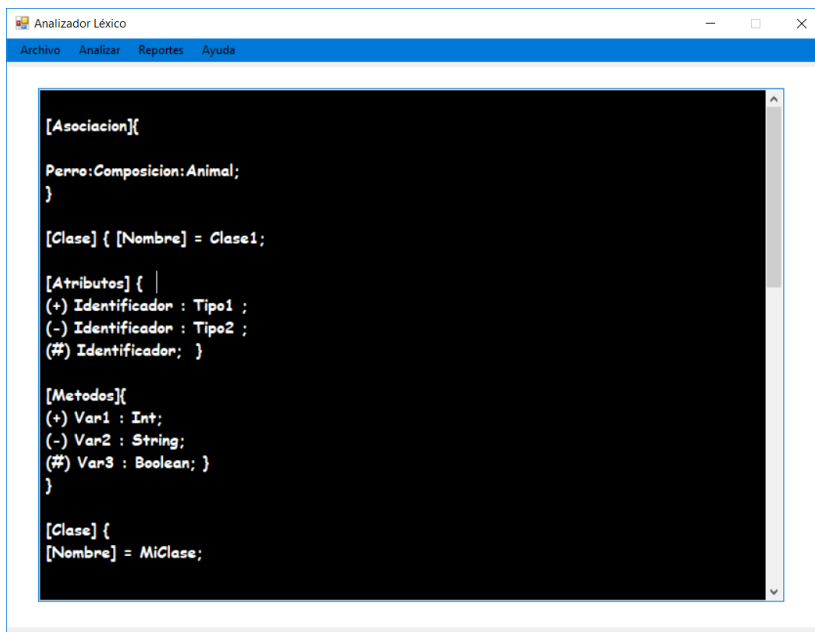 Analizador Léxico
Archivo Analizar Reportes Ayuda
[Asociacion]{
Perro:Composicion:Animal;
}
[Clase] { [Nombre] = Clase1;
[Atributos] {
(+) Identificador : Tipo1 ;
(-) Identificador : Tipo2 ;
(#) Identificador;  }
[Metodos]{
(+) Var1 : Int;
(-) Var2 : String;
(#) Var3 : Boolean; }
}
[Clase] {
[Nombre] = MiClase;